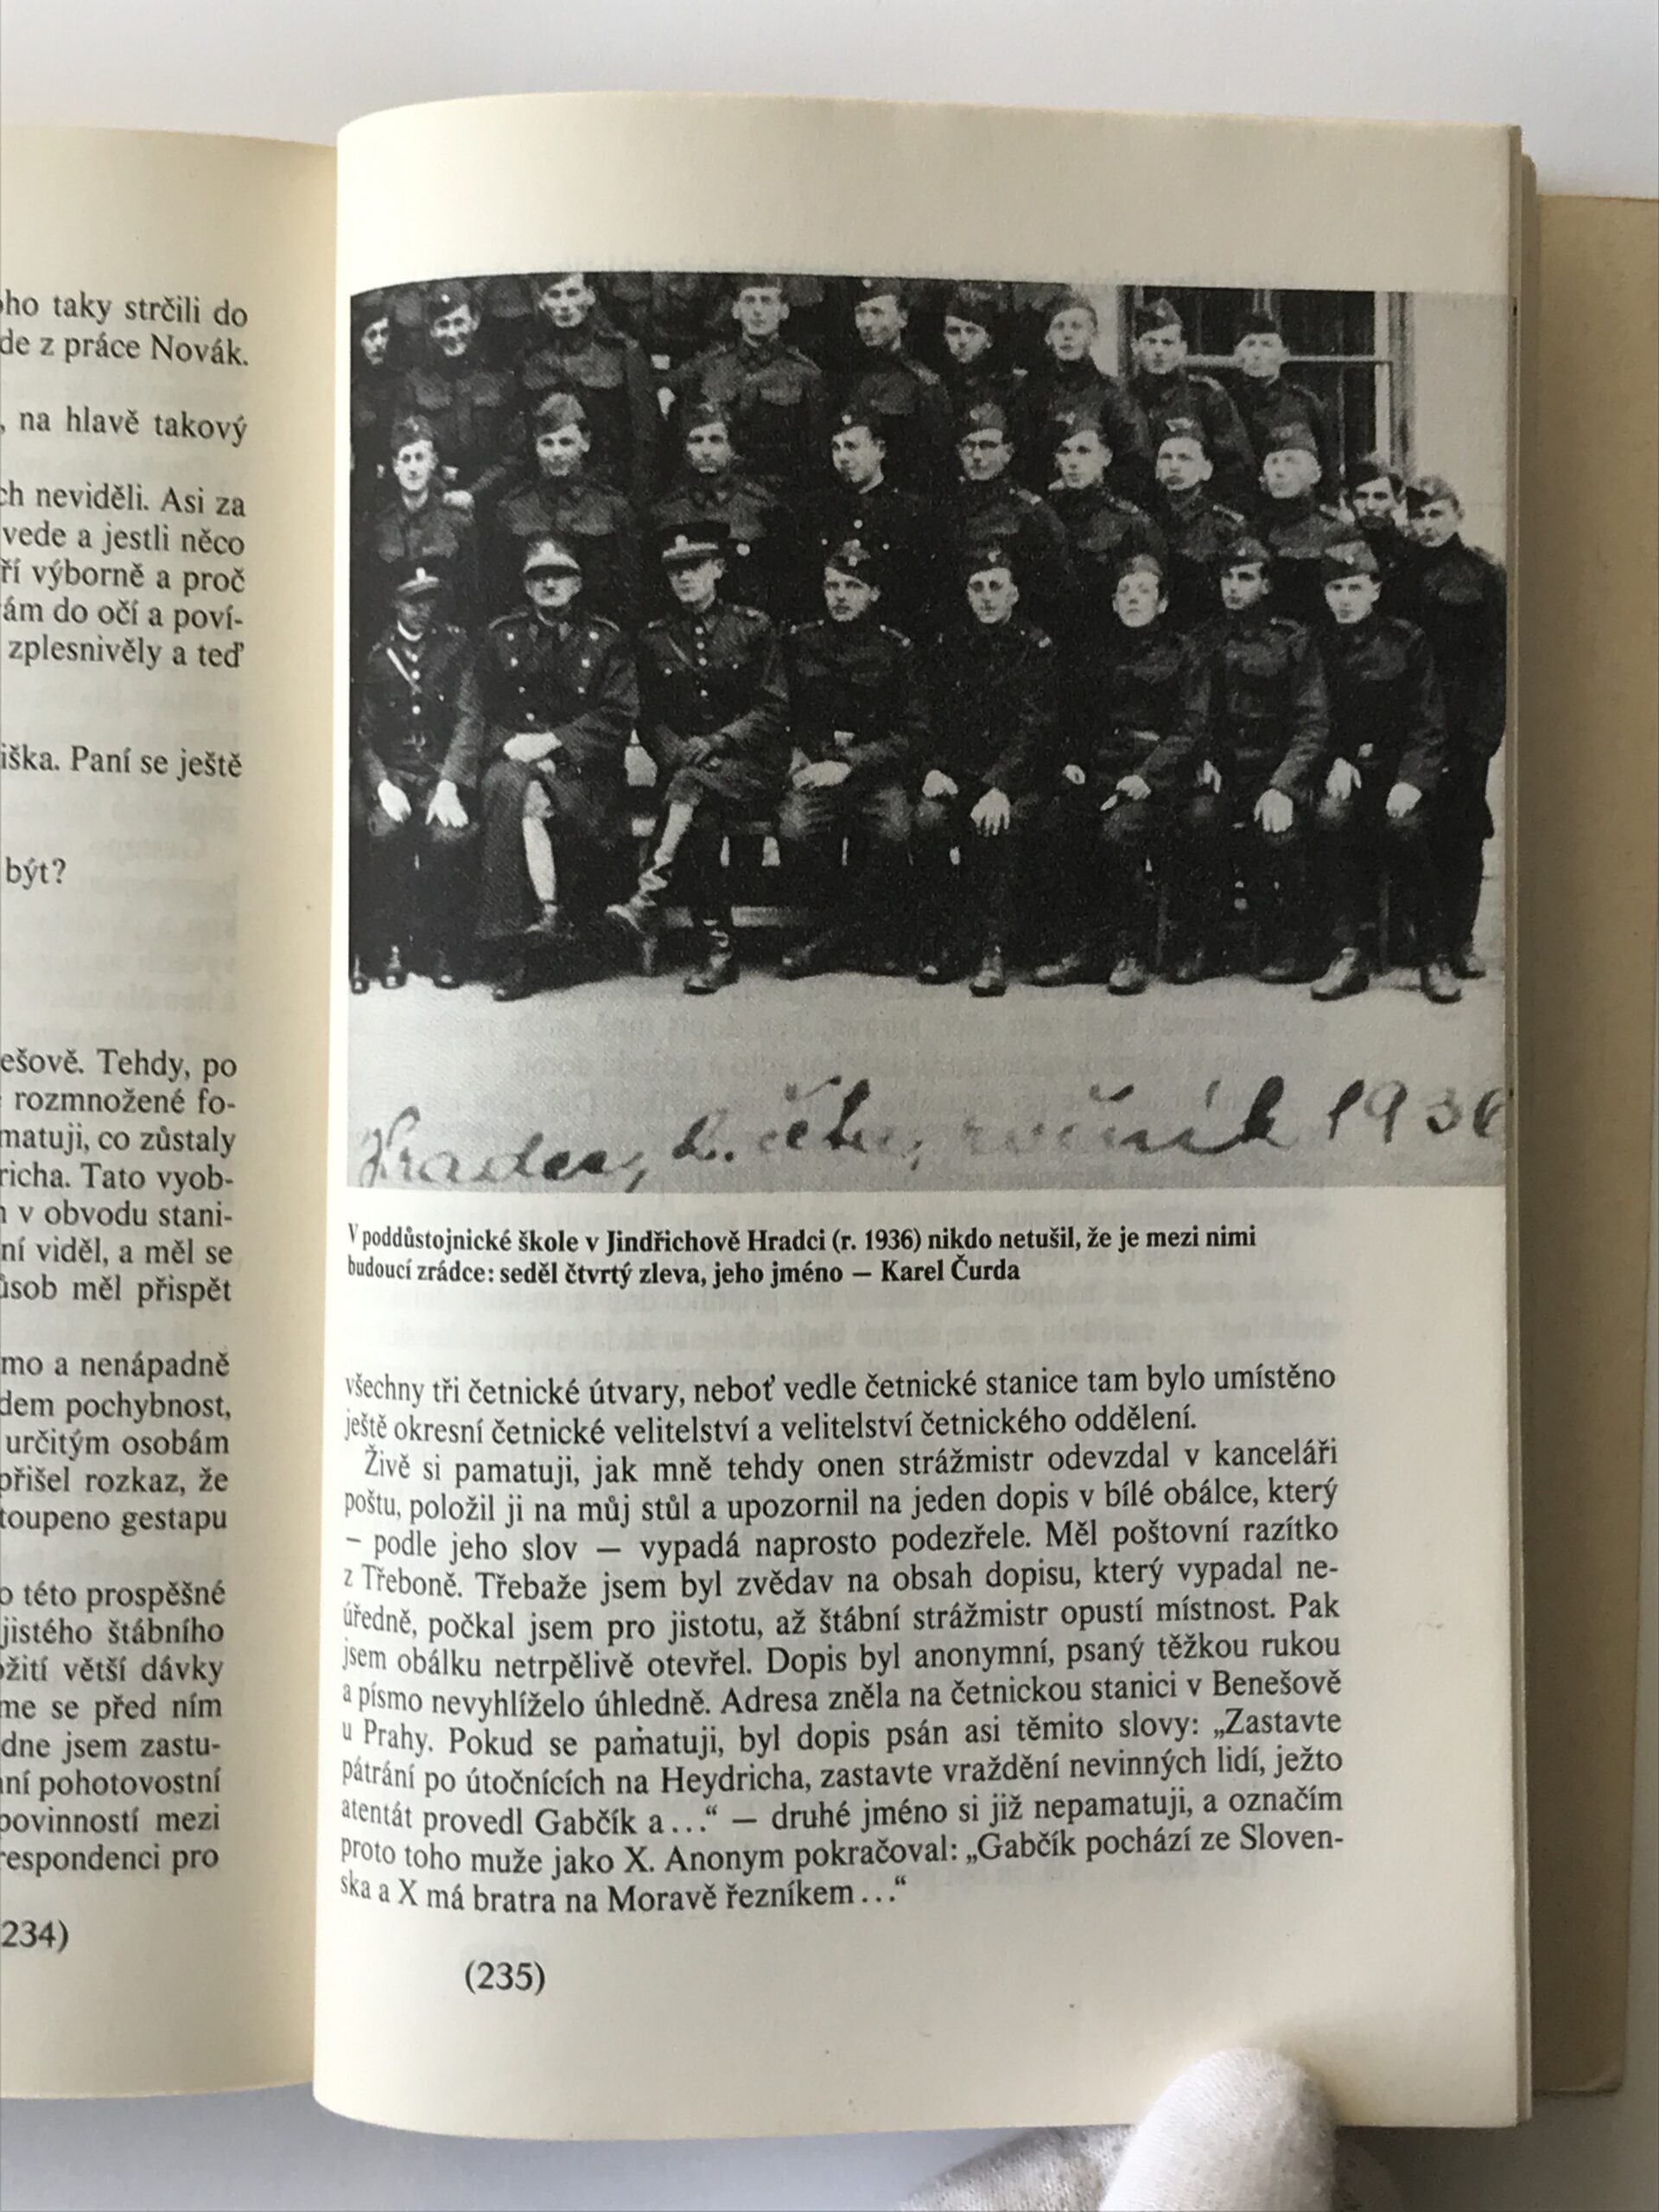 oho taky strčili do
de z práce Novák.
, na hlavě takový
ch neviděli. Asi za
vede a jestli něco
ří výborně a proč
ám do očí a poví-
zplesnivěly a teď
iška. Paní se ještě
být?
ešově. Tehdy, po
rozmnožené fo-
matuji, co zůstaly
richa. Tato vyob-
v obvodu stani-
ní viděl, a měl se
ůsob měl přispět
mo a nenápadně
dem pochybnost,
určitým osobám
přišel rozkaz, že
toupeno gestapu
o této prospěšné
jistého štábního
ožití větší dávky
me se před ním
dne jsem zastu-
ní pohotovostní
povinností mezi
respondenci pro
234)
Hradec, ročník 1936
V poddůstojnické škole v Jindřichově Hradci (r. 1936) nikdo netušil, že je mezi nimi
budoucí zrádce: seděl čtvrtý zleva, jeho jméno — Karel Čurda
všechny tři četnické útvary, neboť vedle četnické stanice tam bylo umístěno
ještě okresní četnické velitelství a velitelství četnického oddělení.
Živě si pamatuji, jak mně tehdy onen strážmistr odevzdal v kanceláři
poštu, položil ji na můj stůl a upozornil na jeden dopis v bílé obálce, který
– podle jeho slov — vypadá naprosto podezřele. Měl poštovní razítko
z Třeboně. Třebaže jsem byl zvědav na obsah dopisu, který vypadal ne-
úředně, počkal jsem pro jistotu, až štábní strážmistr opustí místnost. Pak
jsem obálku netrpělivě otevřel. Dopis byl anonymní, psaný těžkou rukou
a písmo nevyhlíželo úhledně. Adresa zněla na četnickou stanici v Benešově
u Prahy. Pokud se pamatuji, byl dopis psán asi těmito slovy: „Zastavte
pátrání po útočnících na Heydricha, zastavte vraždění nevinných lidí, ježto
atentát provedl Gabčík a...“ — druhé jméno si již nepamatuji, a označím
proto toho muže jako X. Anonym pokračoval: „Gabčík pochází ze Sloven-
ska a X má bratra na Moravě řezníkem...“
(235)